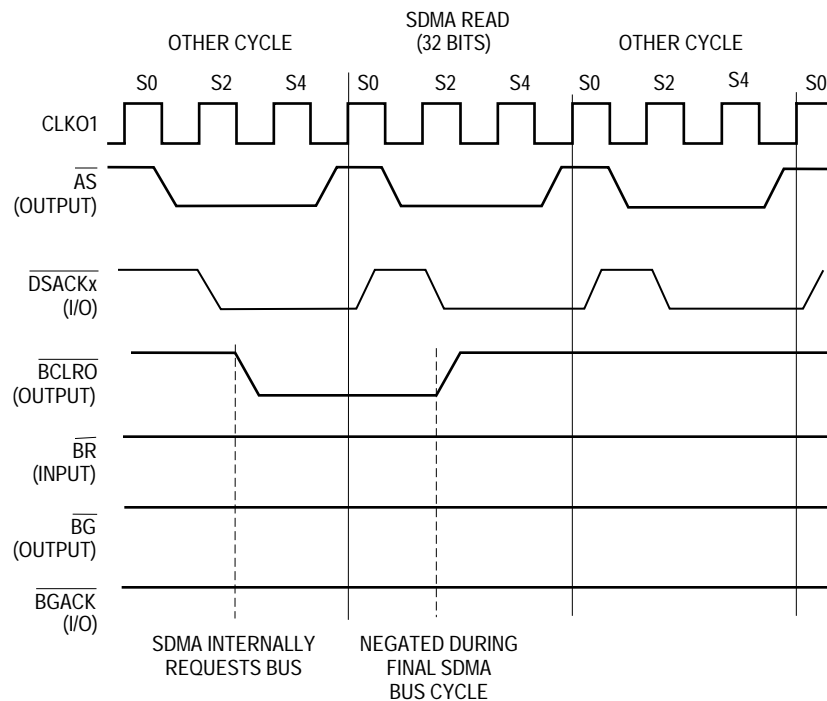 SDMA READ
(32 BITS)
OTHER CYCLE
OTHER CYCLE
S0 S2 S4 S0 S2 S4 S0 S2 S4 S0
CLKO1
AS
(OUTPUT)
DSACKx
(I/O)
BCLRO
(OUTPUT)
BR
(INPUT)
BG
(OUTPUT)
BGACK
(I/O)
SDMA INTERNALLY
REQUESTS BUS
NEGATED DURING
FINAL SDMA
BUS CYCLE